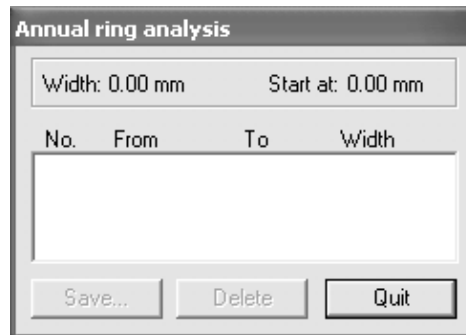 Annual ring analysis
Width: 0.00 mm Start at: 0.00 mm
No. From To Width
Save... Delete Quit